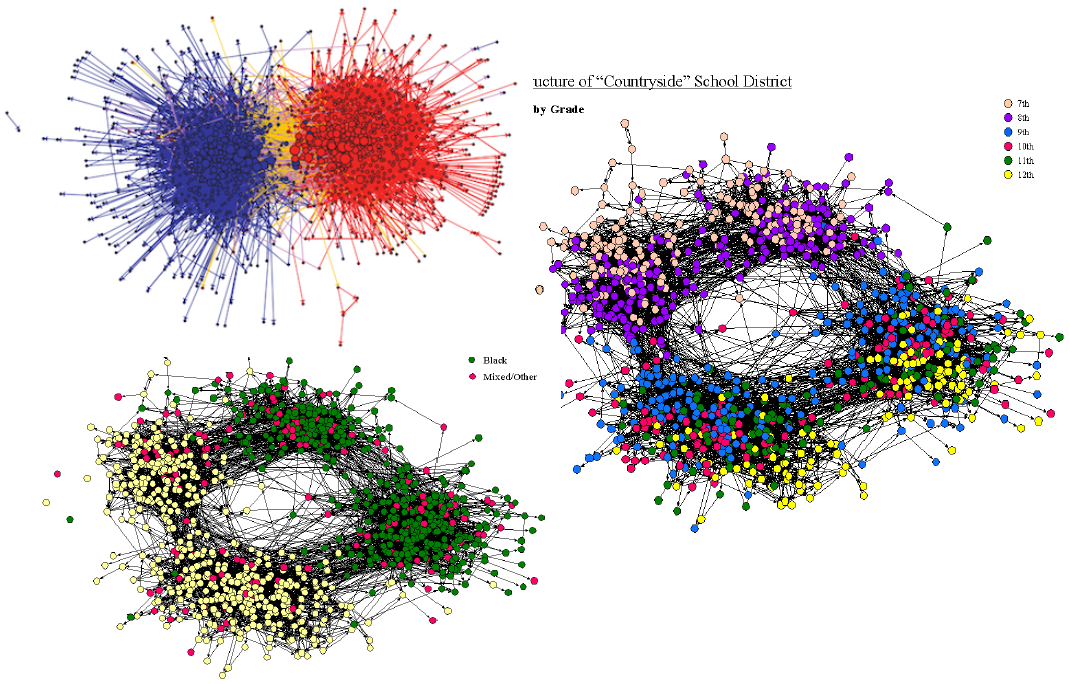 ucture of “Countryside” School District
by Grade
7th
8th
9th
10th
11th
12th
Black
Mixed/Other